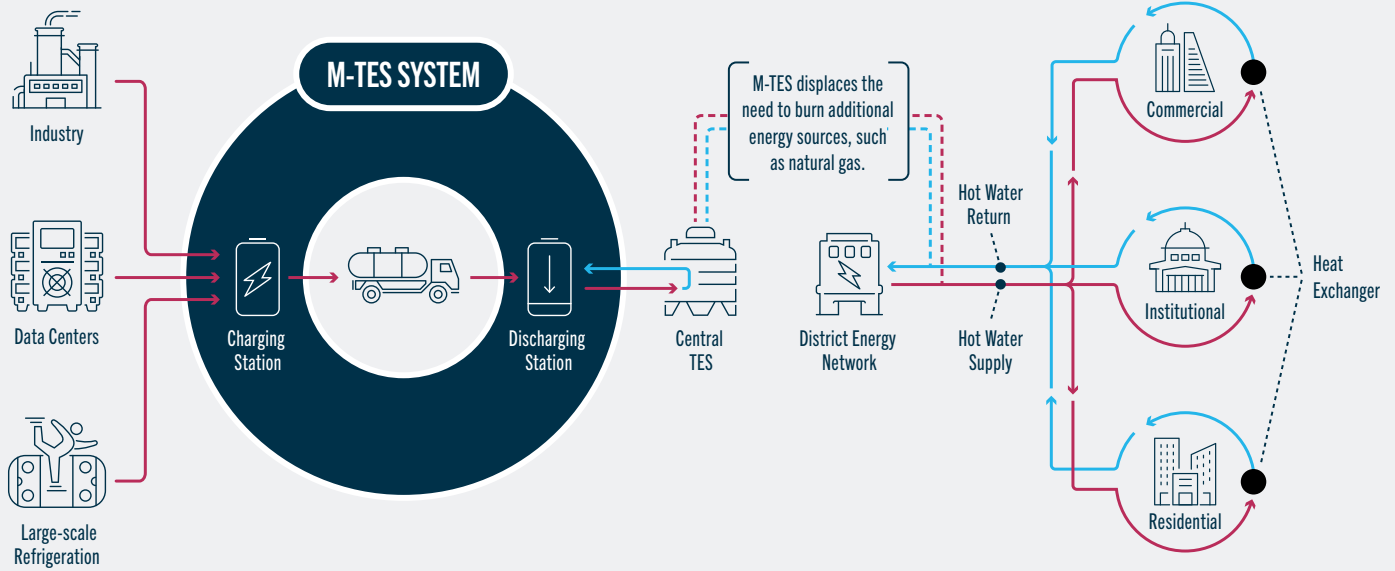 M-TES SYSTEM
Industry
Data Centers
Large-scale
Refrigeration
Charging
Station
Discharging
Station
M-TES displaces the
need to burn additional
energy sources, such
as natural gas.
Central
TES
District Energy
Network
Hot Water
Return
Hot Water
Supply
Commercial
Institutional
Residential
Heat
Exchanger